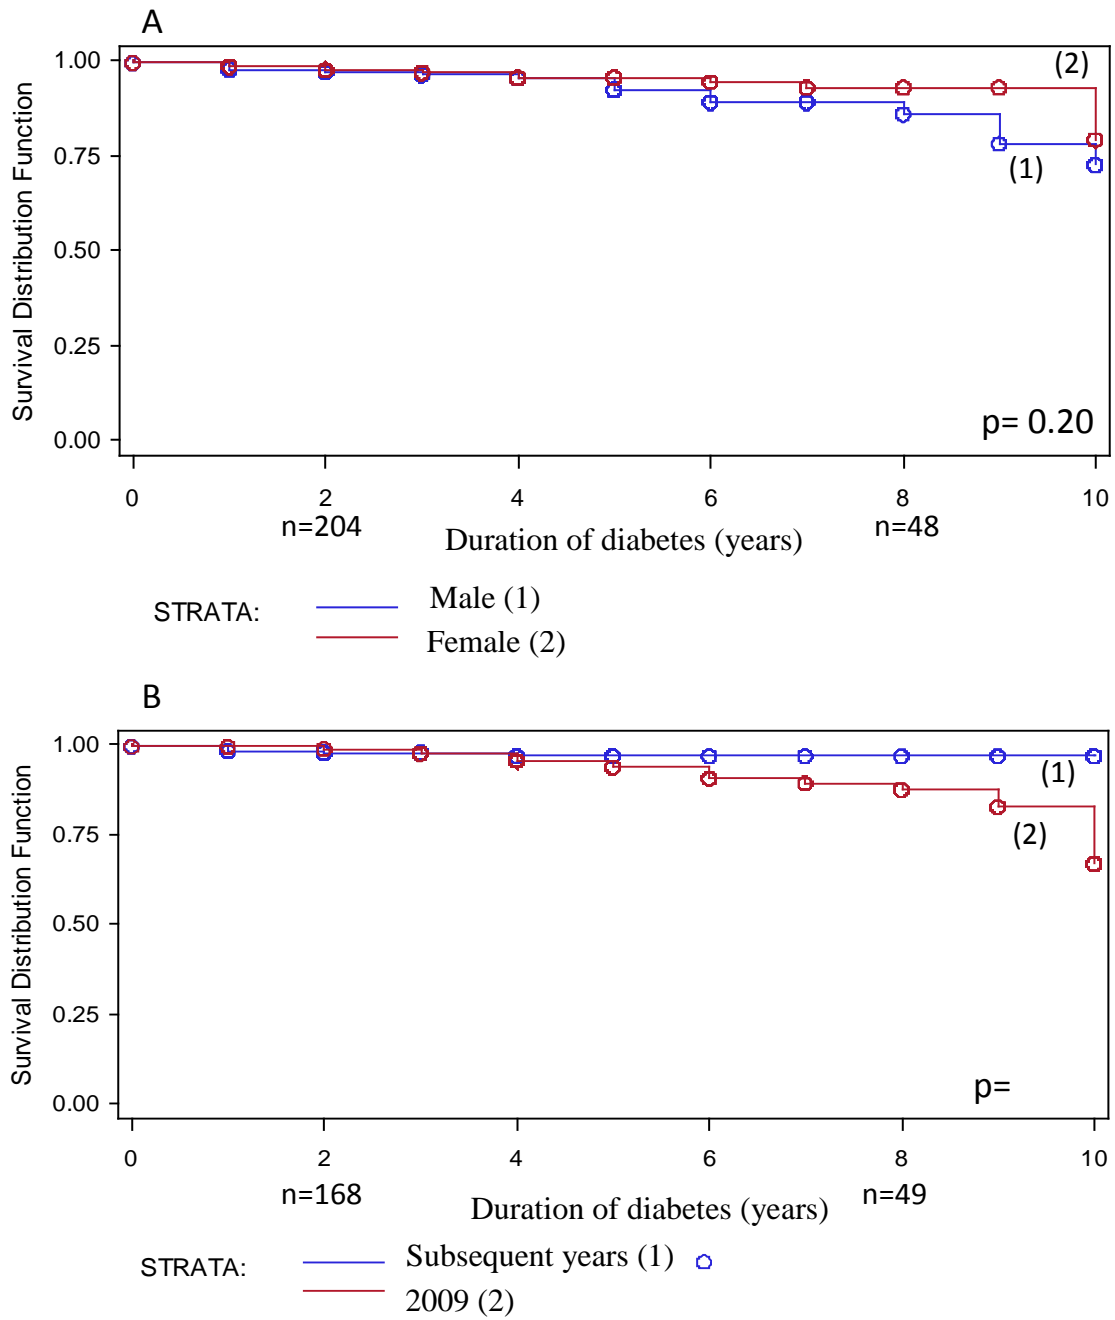 A
1.00
0.75
0.50
0.25
0.00
Survival Distribution Function
(2)
(1)
p= 0.20
0 2 4 6 8 10
n=204 n=48
Duration of diabetes (years)
STRATA:
Male (1)
Female (2)
B
1.00
0.75
0.50
0.25
0.00
Survival Distribution Function
(1)
(2)
p=
0 2 4 6 8 10
n=168 n=49
Duration of diabetes (years)
STRATA:
Subsequent years (1)
2009 (2)